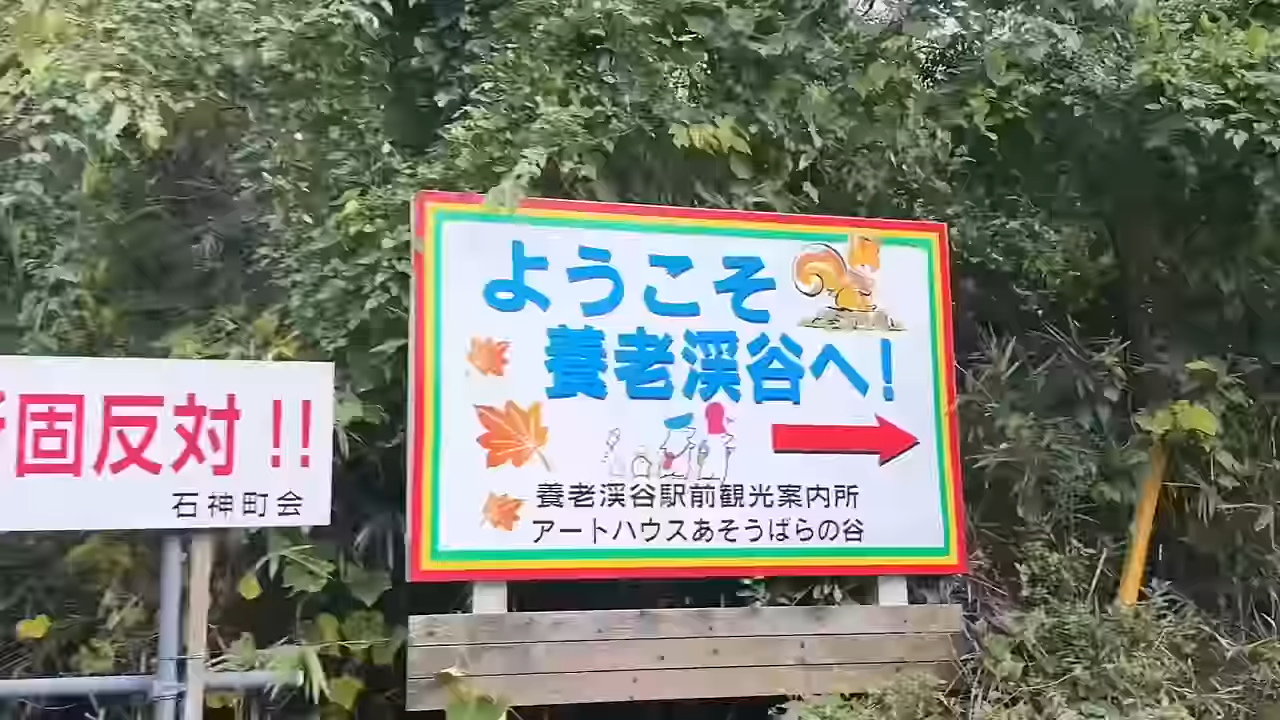 固反対!!
石神町会
ようこそ
養老渓谷へ!
養老渓谷駅前観光案内所
アートハウスあそうばらの谷